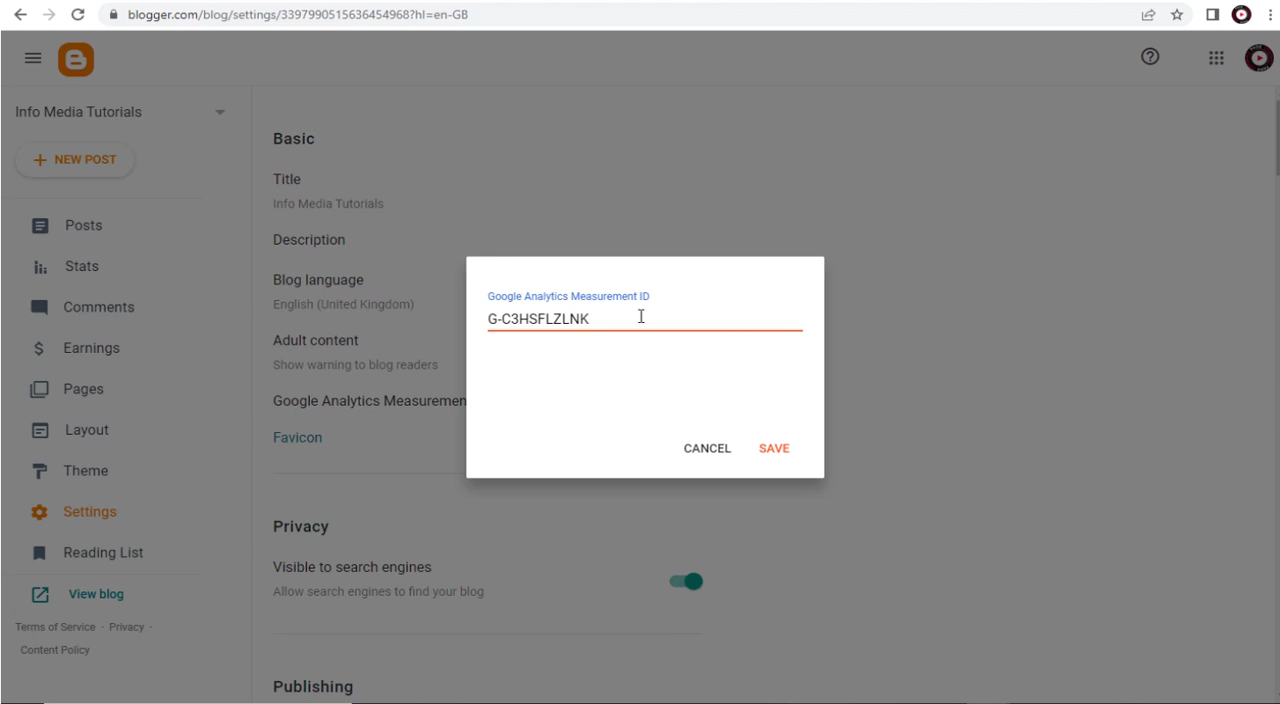 blogger.com/blog/settings/3397990515636454968?hl=en-GB
Info Media Tutorials
NEW POST
Posts
Stats
Comments
Earnings
Pages
Layout
Theme
Settings
Reading List
View blog
Terms of Service · Privacy ·
Content Policy
Basic
Title
Info Media Tutorials
Description
Blog language
English (United Kingdom)
Adult content
Show warning to blog readers
Google Analytics Measuremen
Favicon
Privacy
Visible to search engines
Allow search engines to find your blog
Publishing
Google Analytics Measurement ID
G-C3HSFLZLNK
CANCEL SAVE